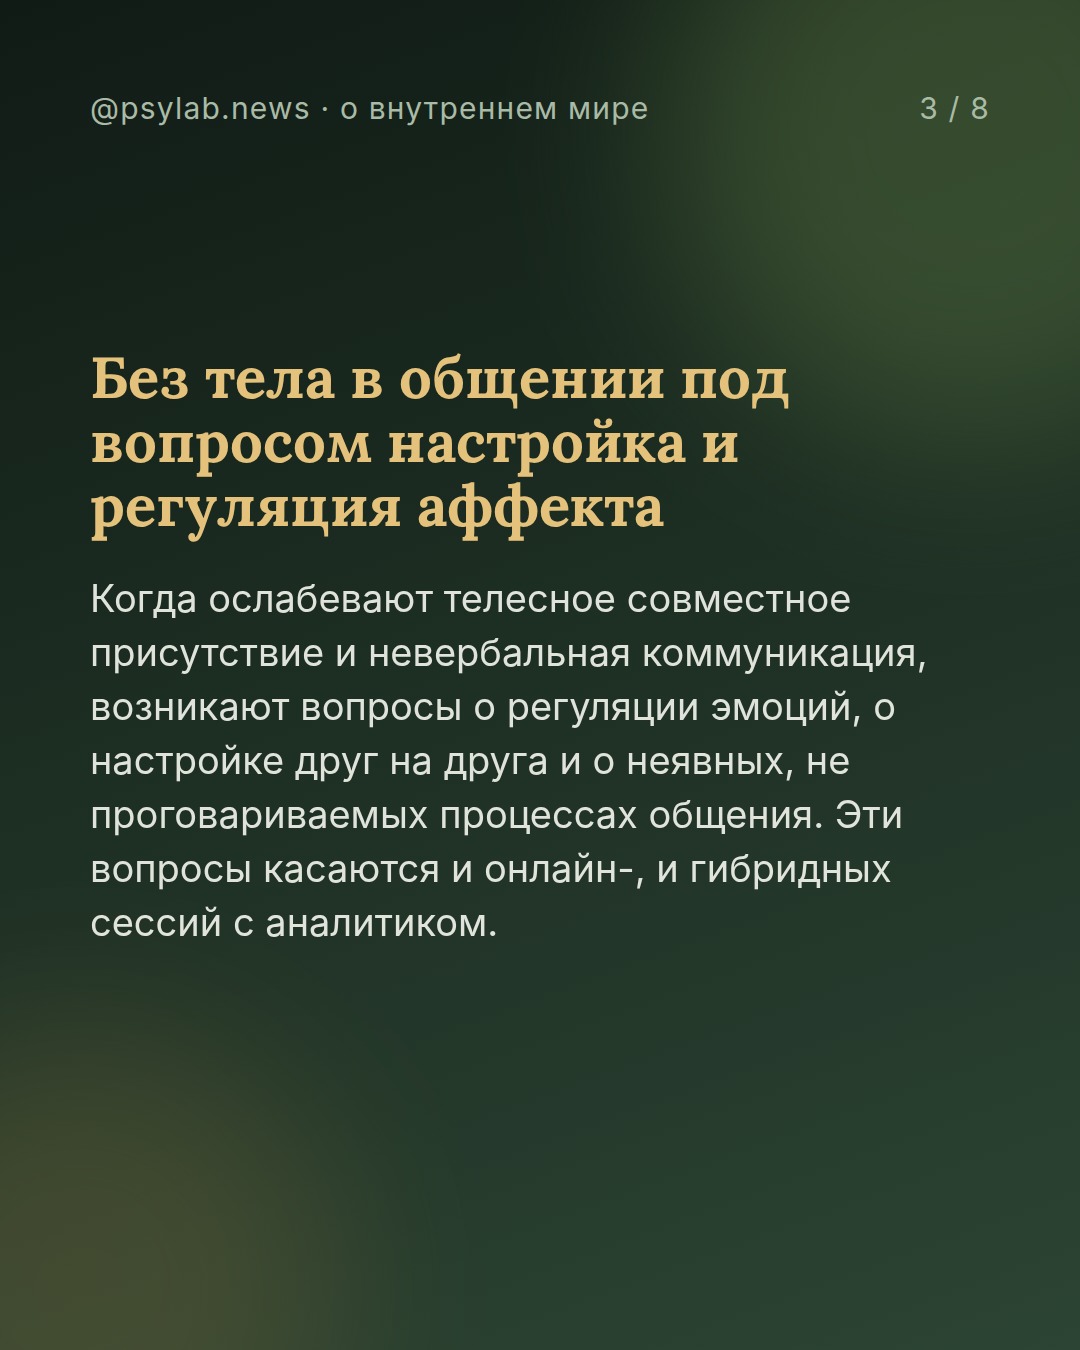 @psylab.news · о внутреннем мире
3 / 8
Без тела в общении под
вопросом настройка и
регуляция аффекта
Когда ослабевают телесное совместное
присутствие и невербальная коммуникация,
возникают вопросы о регуляции эмоций, о
настройке друг на друга и о неявных, не
проговариваемых процессах общения. Эти
вопросы касаются и онлайн-, и гибридных
сессий с аналитиком.